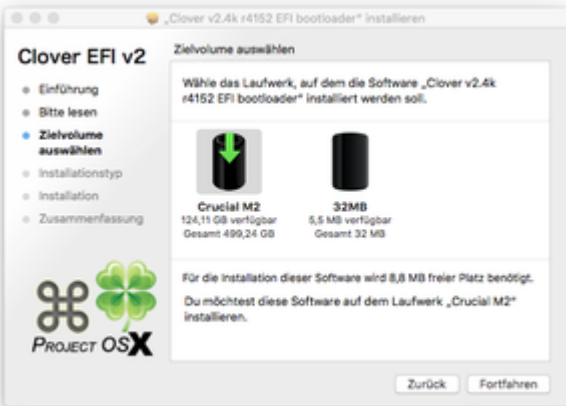 „Clover v2.4k r4152 EFI bootloader" installieren
Clover EFI v2
Einführung
Bitte lesen
Zielvolume
auswählen
Installationstyp
Installation
Zusammenfassung
PROJECT OSX
Zielvolume auswählen
Wähle das Laufwerk, auf dem die Software „Clover v2.4k
r4152 EFI bootloader" installiert werden soll.
Crucial M2
124,11 GB verfügbar
Gesamt 499,24 GB
32MB
5,5 MB verfügbar
Gesamt 32 MB
Für die Installation dieser Software wird 8,8 MB freier Platz benötigt.
Du möchtest diese Software auf dem Laufwerk „Crucial M2"
installieren.
Zurück
Fortfahren